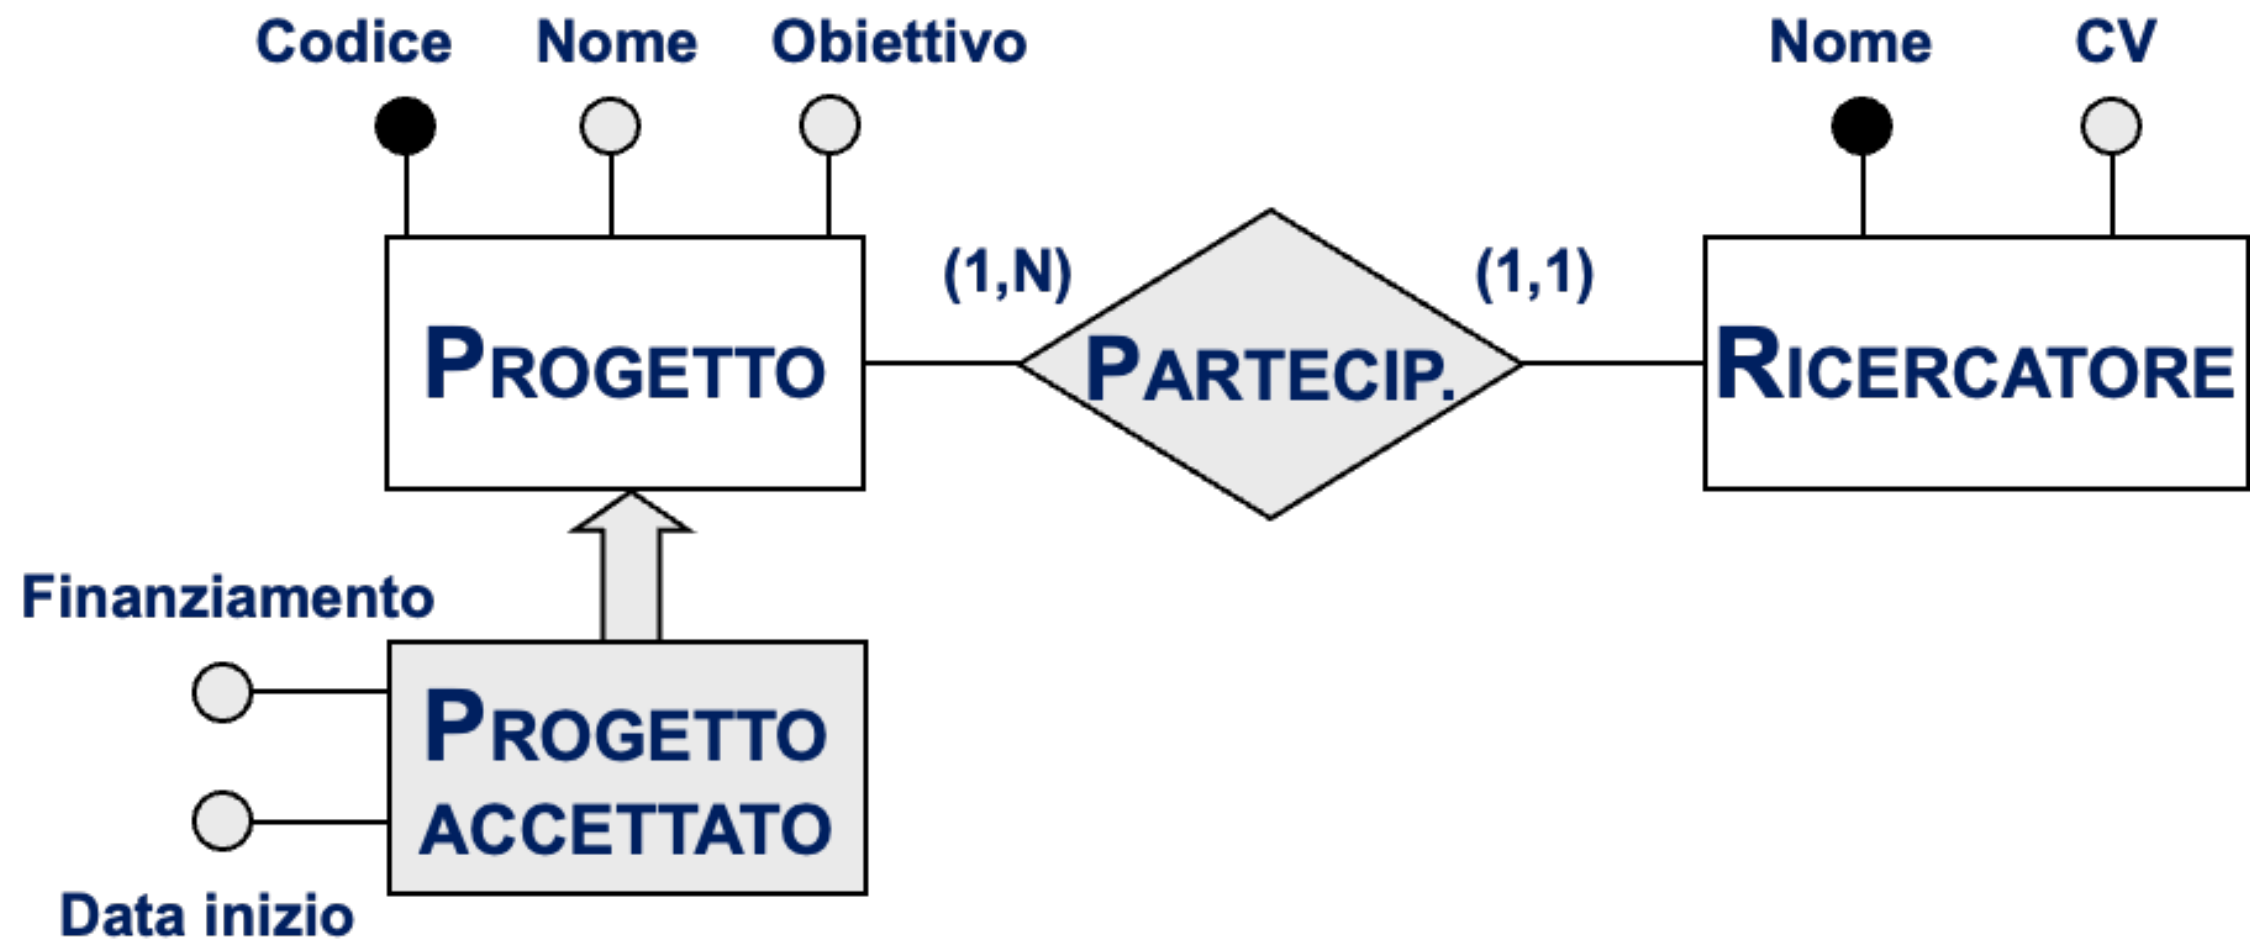 Codice Nome Obiettivo Nome CV
(1,N) (1,1)
PROGETTO PARTECIP. RICERCATORE
Finanziamento
PROGETTO
ACCETTATO
Data inizio